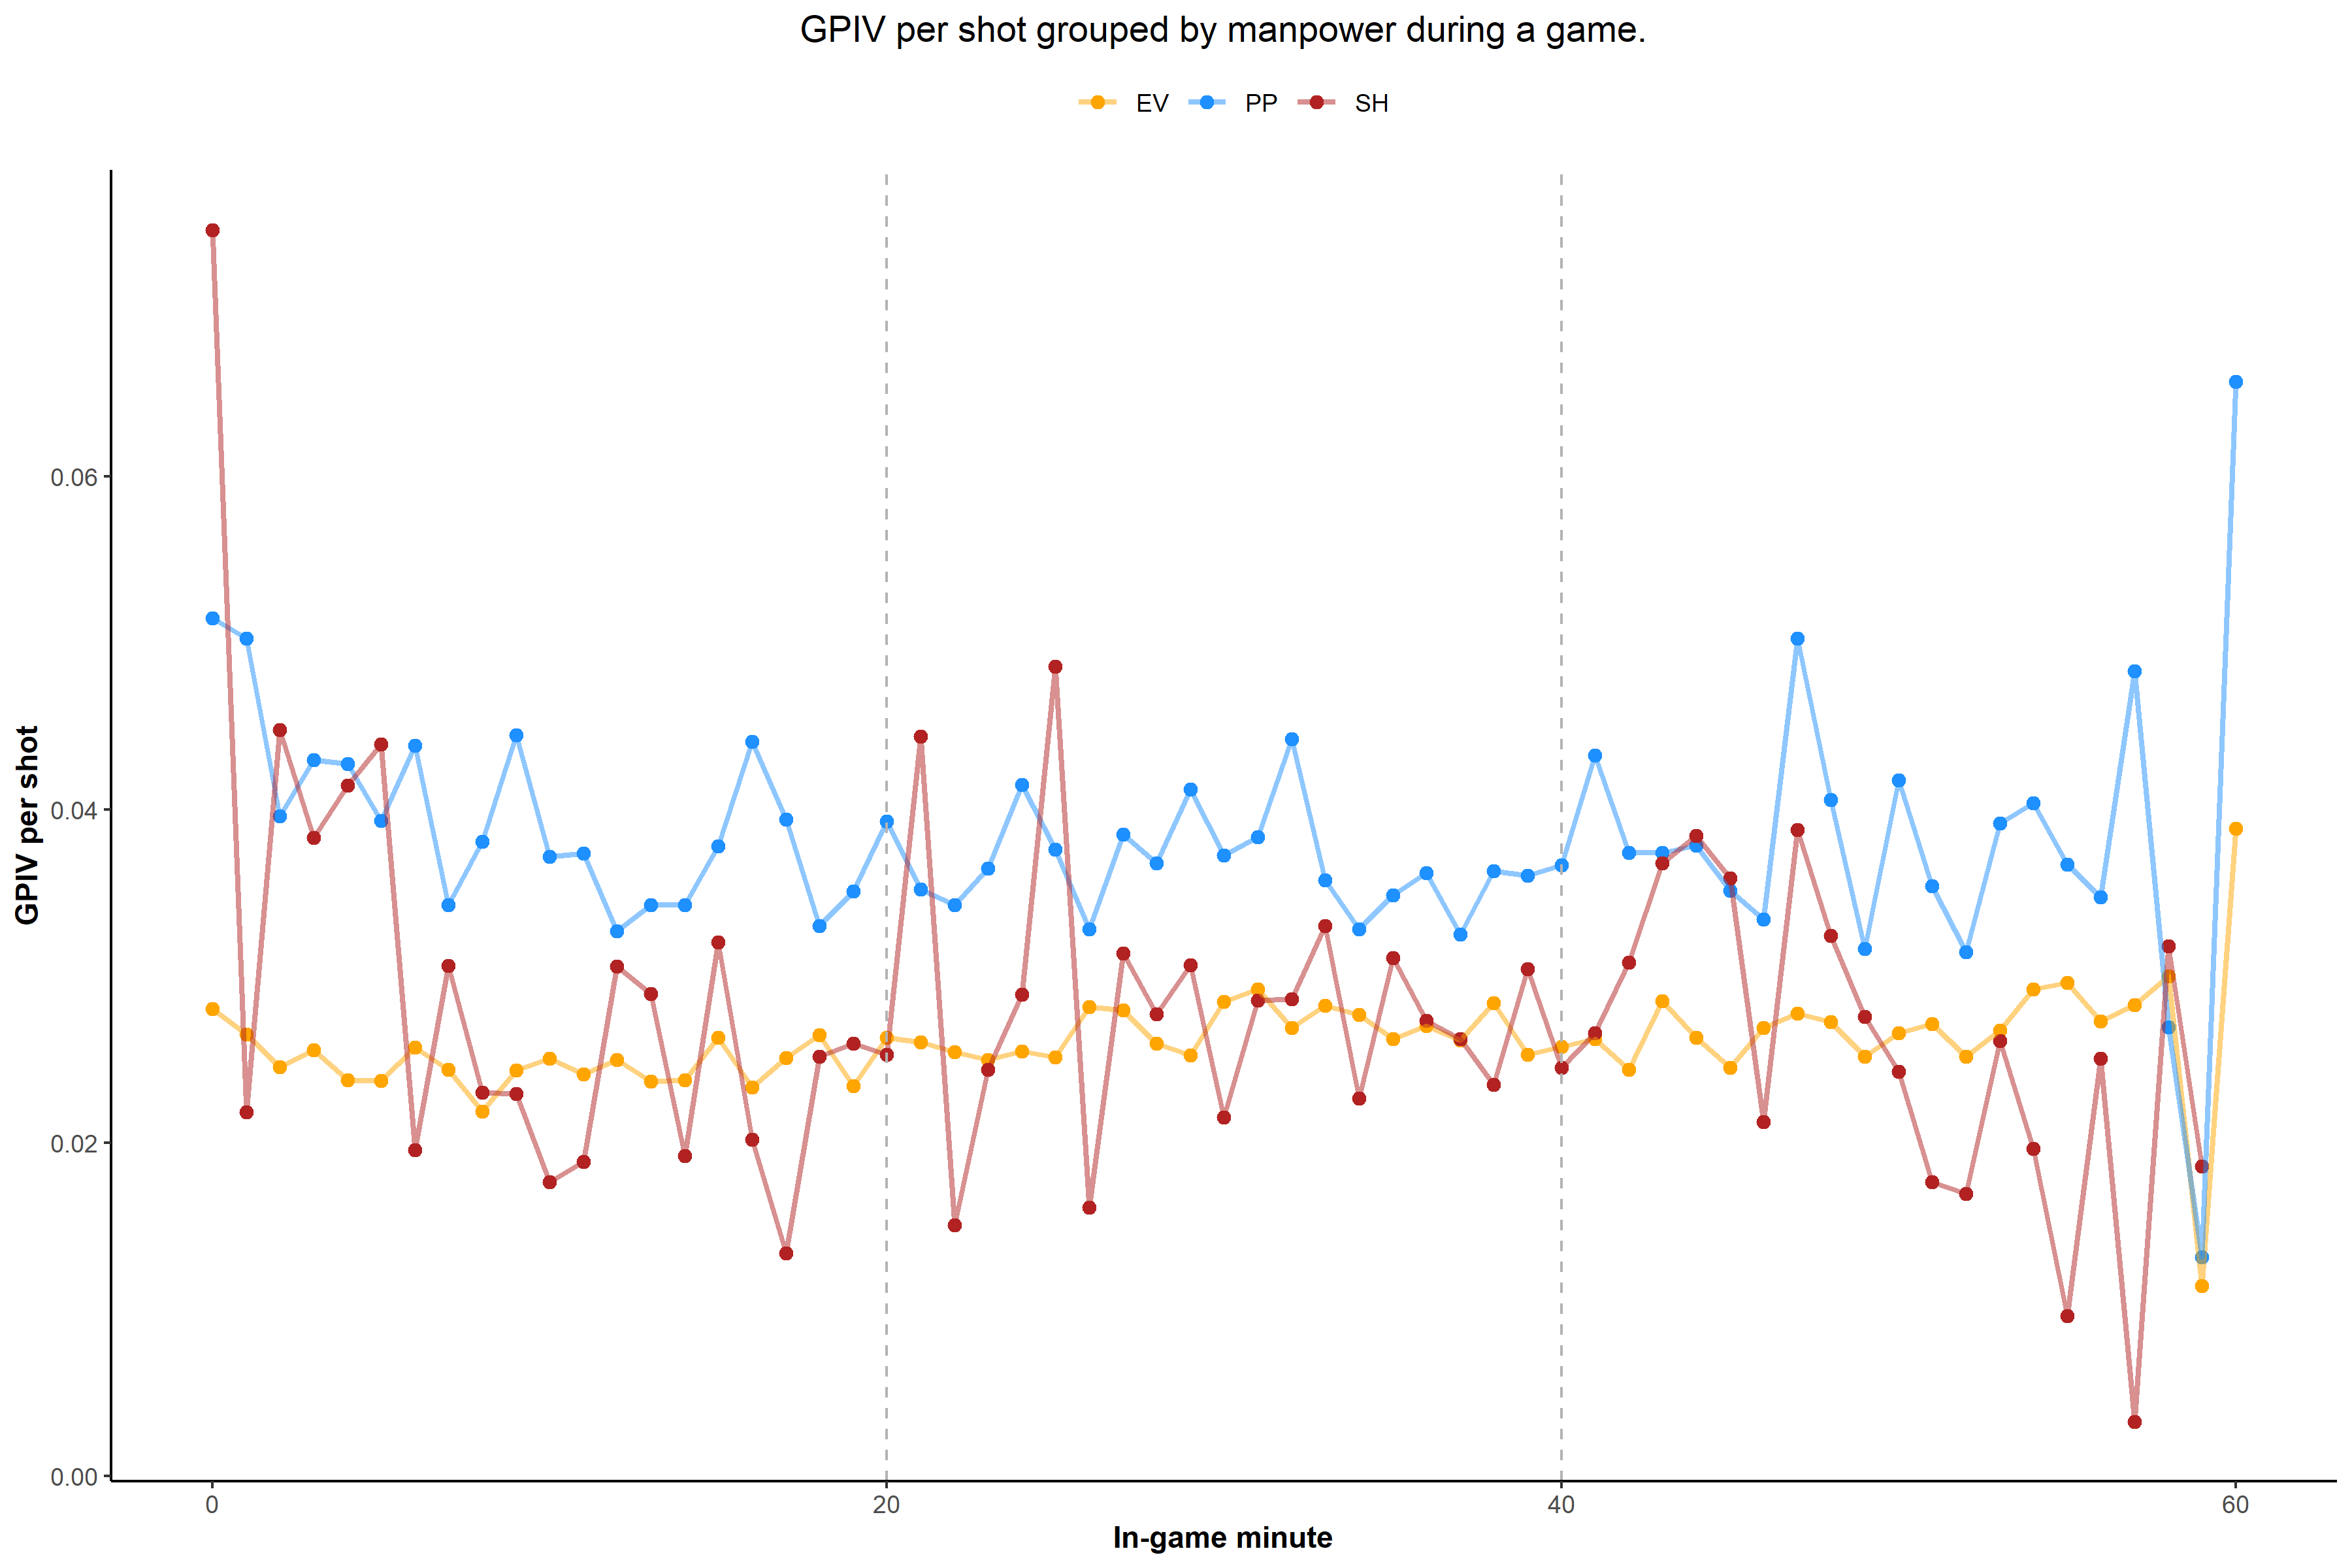 GPIV per shot grouped by manpower during a game.
EV PP SH
GPIV per shot
0.06
0.04
0.02
0.00
0 20 40 60
In-game minute